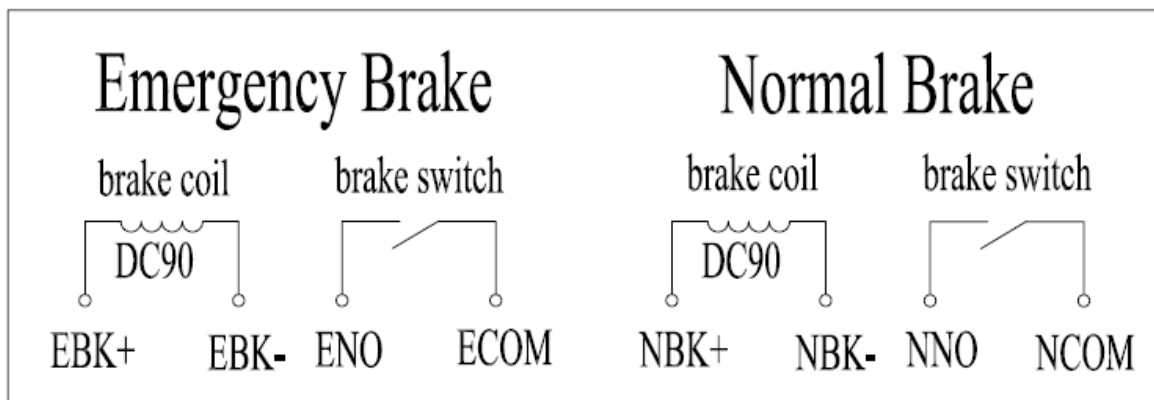 Emergency Brake Normal Brake
brake coil brake switch brake coil brake switch
DC90 DC90
EBK+ EBK- ENO ECOM NBK+ NBK- NNO NCOM